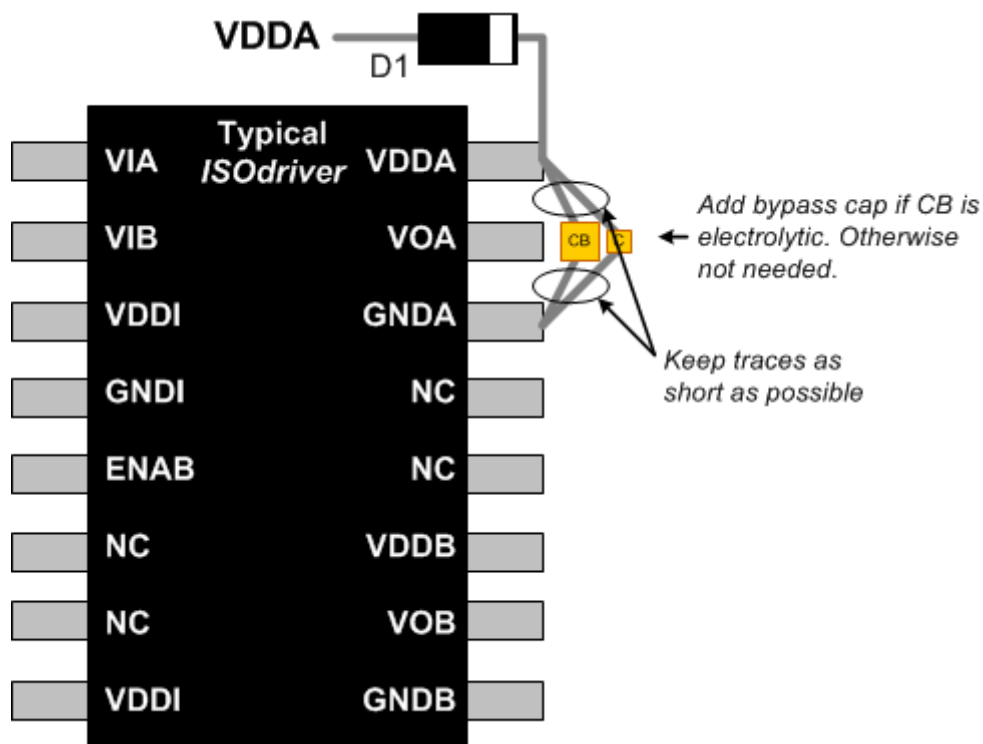 VDDA
D1
Typical
ISOdriver
VIA
VDDA
VIB
VOA
VDDI
GNDA
GNDI
NC
ENAB
NC
NC
VDDB
NC
VOB
VDDI
GNDB
CB
C
Add bypass cap if CB is
electrolytic. Otherwise
not needed.
Keep traces as
short as possible